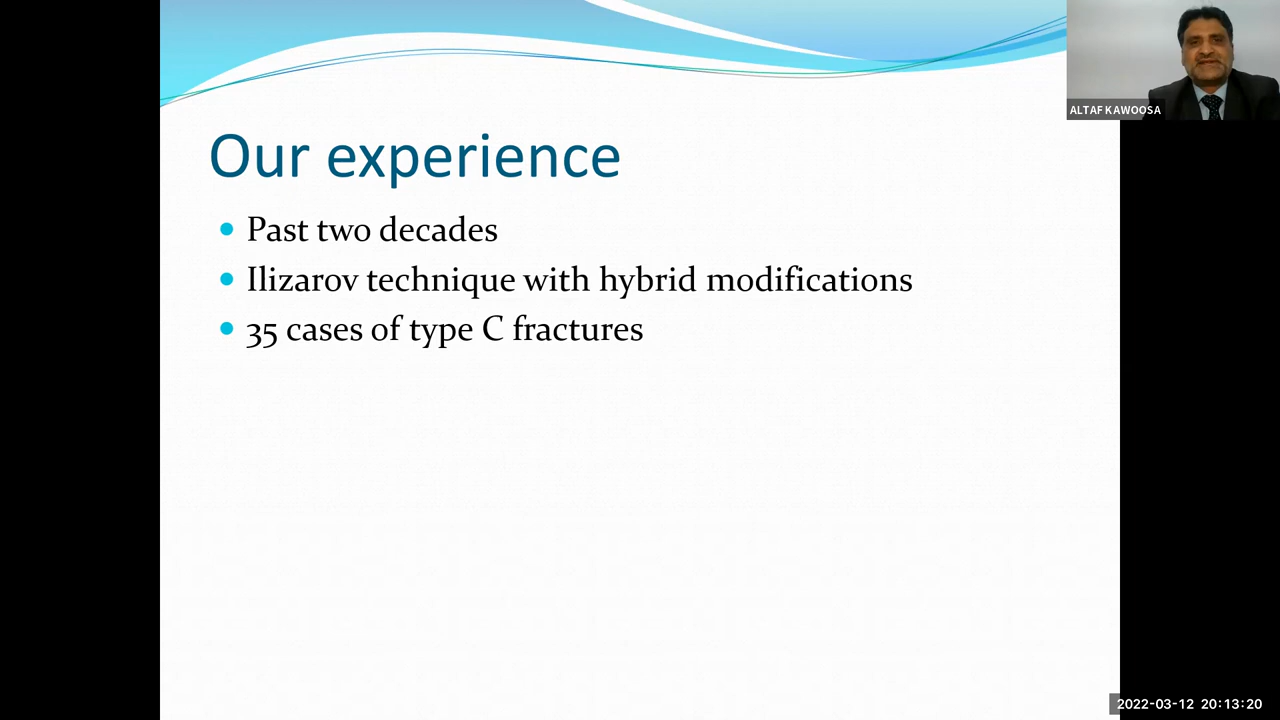 ALTAF KAWOOSA
Our experience
Past two decades
Ilizarov technique with hybrid modifications
35 cases of type C fractures
2022-03-12 20:13:20